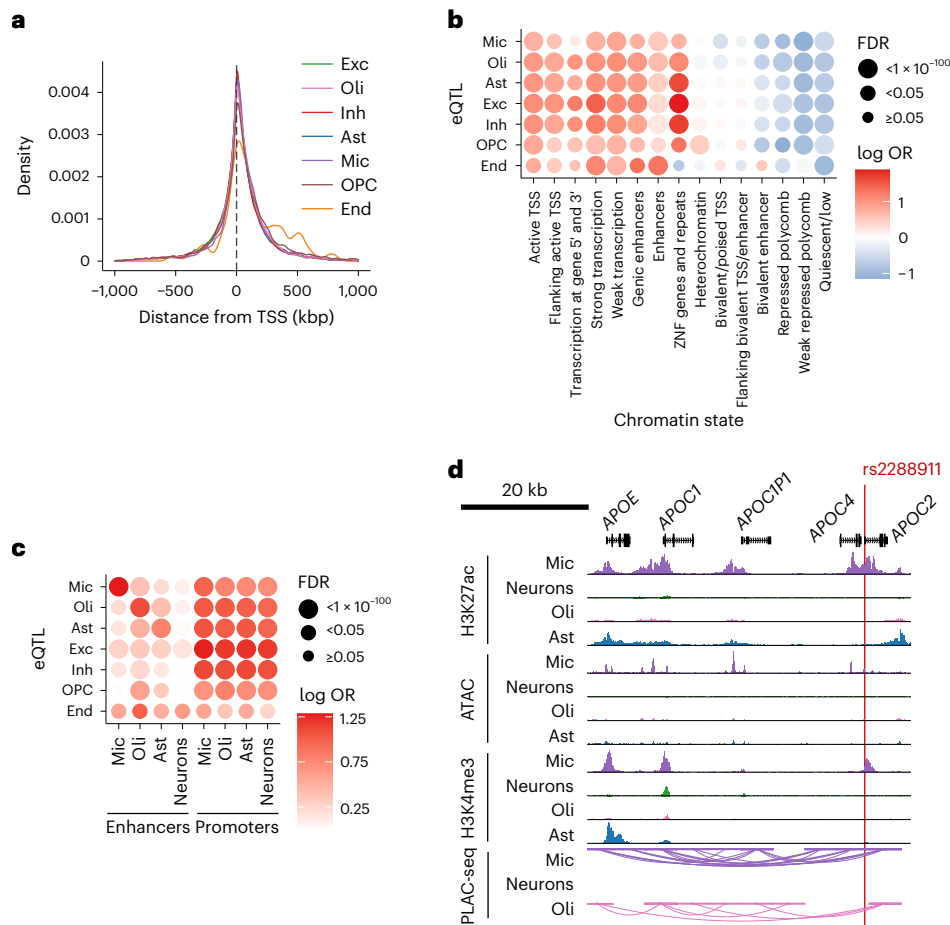 a
Density
0.004
0.003
0.002
0.001
0
−1,000
−500
0
500
1,000
Distance from TSS (kbp)
Exc
Oli
Inh
Ast
Mic
OPC
End
b
eQTL
Mic
Oli
Ast
Exc
Inh
OPC
End
Active TSS
Flanking active TSS
Transcription at gene 5′ and 3′
Strong transcription
Weak transcription
Genic enhancers
Enhancers
ZNF genes and repeats
Heterochromatin
Bivalent/poised TSS
Flanking bivalent TSS/enhancer
Bivalent enhancer
Repressed polycomb
Weak repressed polycomb
Quiescent/low
Chromatin state
FDR
<1 × 10⁻¹⁰⁰
<0.05
≥0.05
log OR
1
0
−1
c
eQTL
Mic
Oli
Ast
Exc
Inh
OPC
End
Mic
Oli
Ast
Neurons
Mic
Oli
Ast
Neurons
Enhancers
Promoters
FDR
<1 × 10⁻¹⁰⁰
<0.05
≥0.05
log OR
1.25
0.75
0.25
d
rs2288911
20 kb
APOE
APOC1
APOC1P1
APOC4
APOC2
H3K27ac
Mic
Neurons
Oli
Ast
ATAC
Mic
Neurons
Oli
Ast
H3K4me3
Mic
Neurons
Oli
Ast
PLAC-seq
Mic
Neurons
Oli